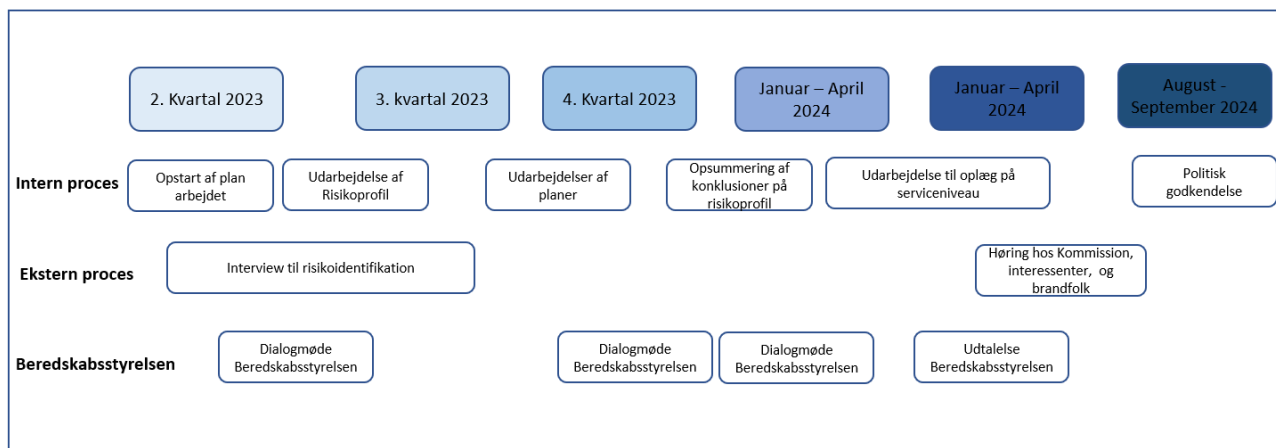 2. Kvartal 2023
3. kvartal 2023
4. Kvartal 2023
Januar – April
2024
Januar – April
2024
August -
September 2024
Intern proces
Opstart af plan
arbejdet
Udarbejdelse af
Risikoprofil
Udarbejdelser af
planer
Opsummering af
konklusioner på
risikoprofil
Udarbejdelse til oplæg på
serviceniveau
Politisk
godkendelse
Ekstern proces
Interview til risikoidentifikation
Høring hos Kommission,
interessenter, og
brandfolk
Beredskabsstyrelsen
Dialogmøde
Beredskabsstyrelsen
Dialogmøde
Beredskabsstyrelsen
Dialogmøde
Beredskabsstyrelsen
Udtalelse
Beredskabsstyrelsen